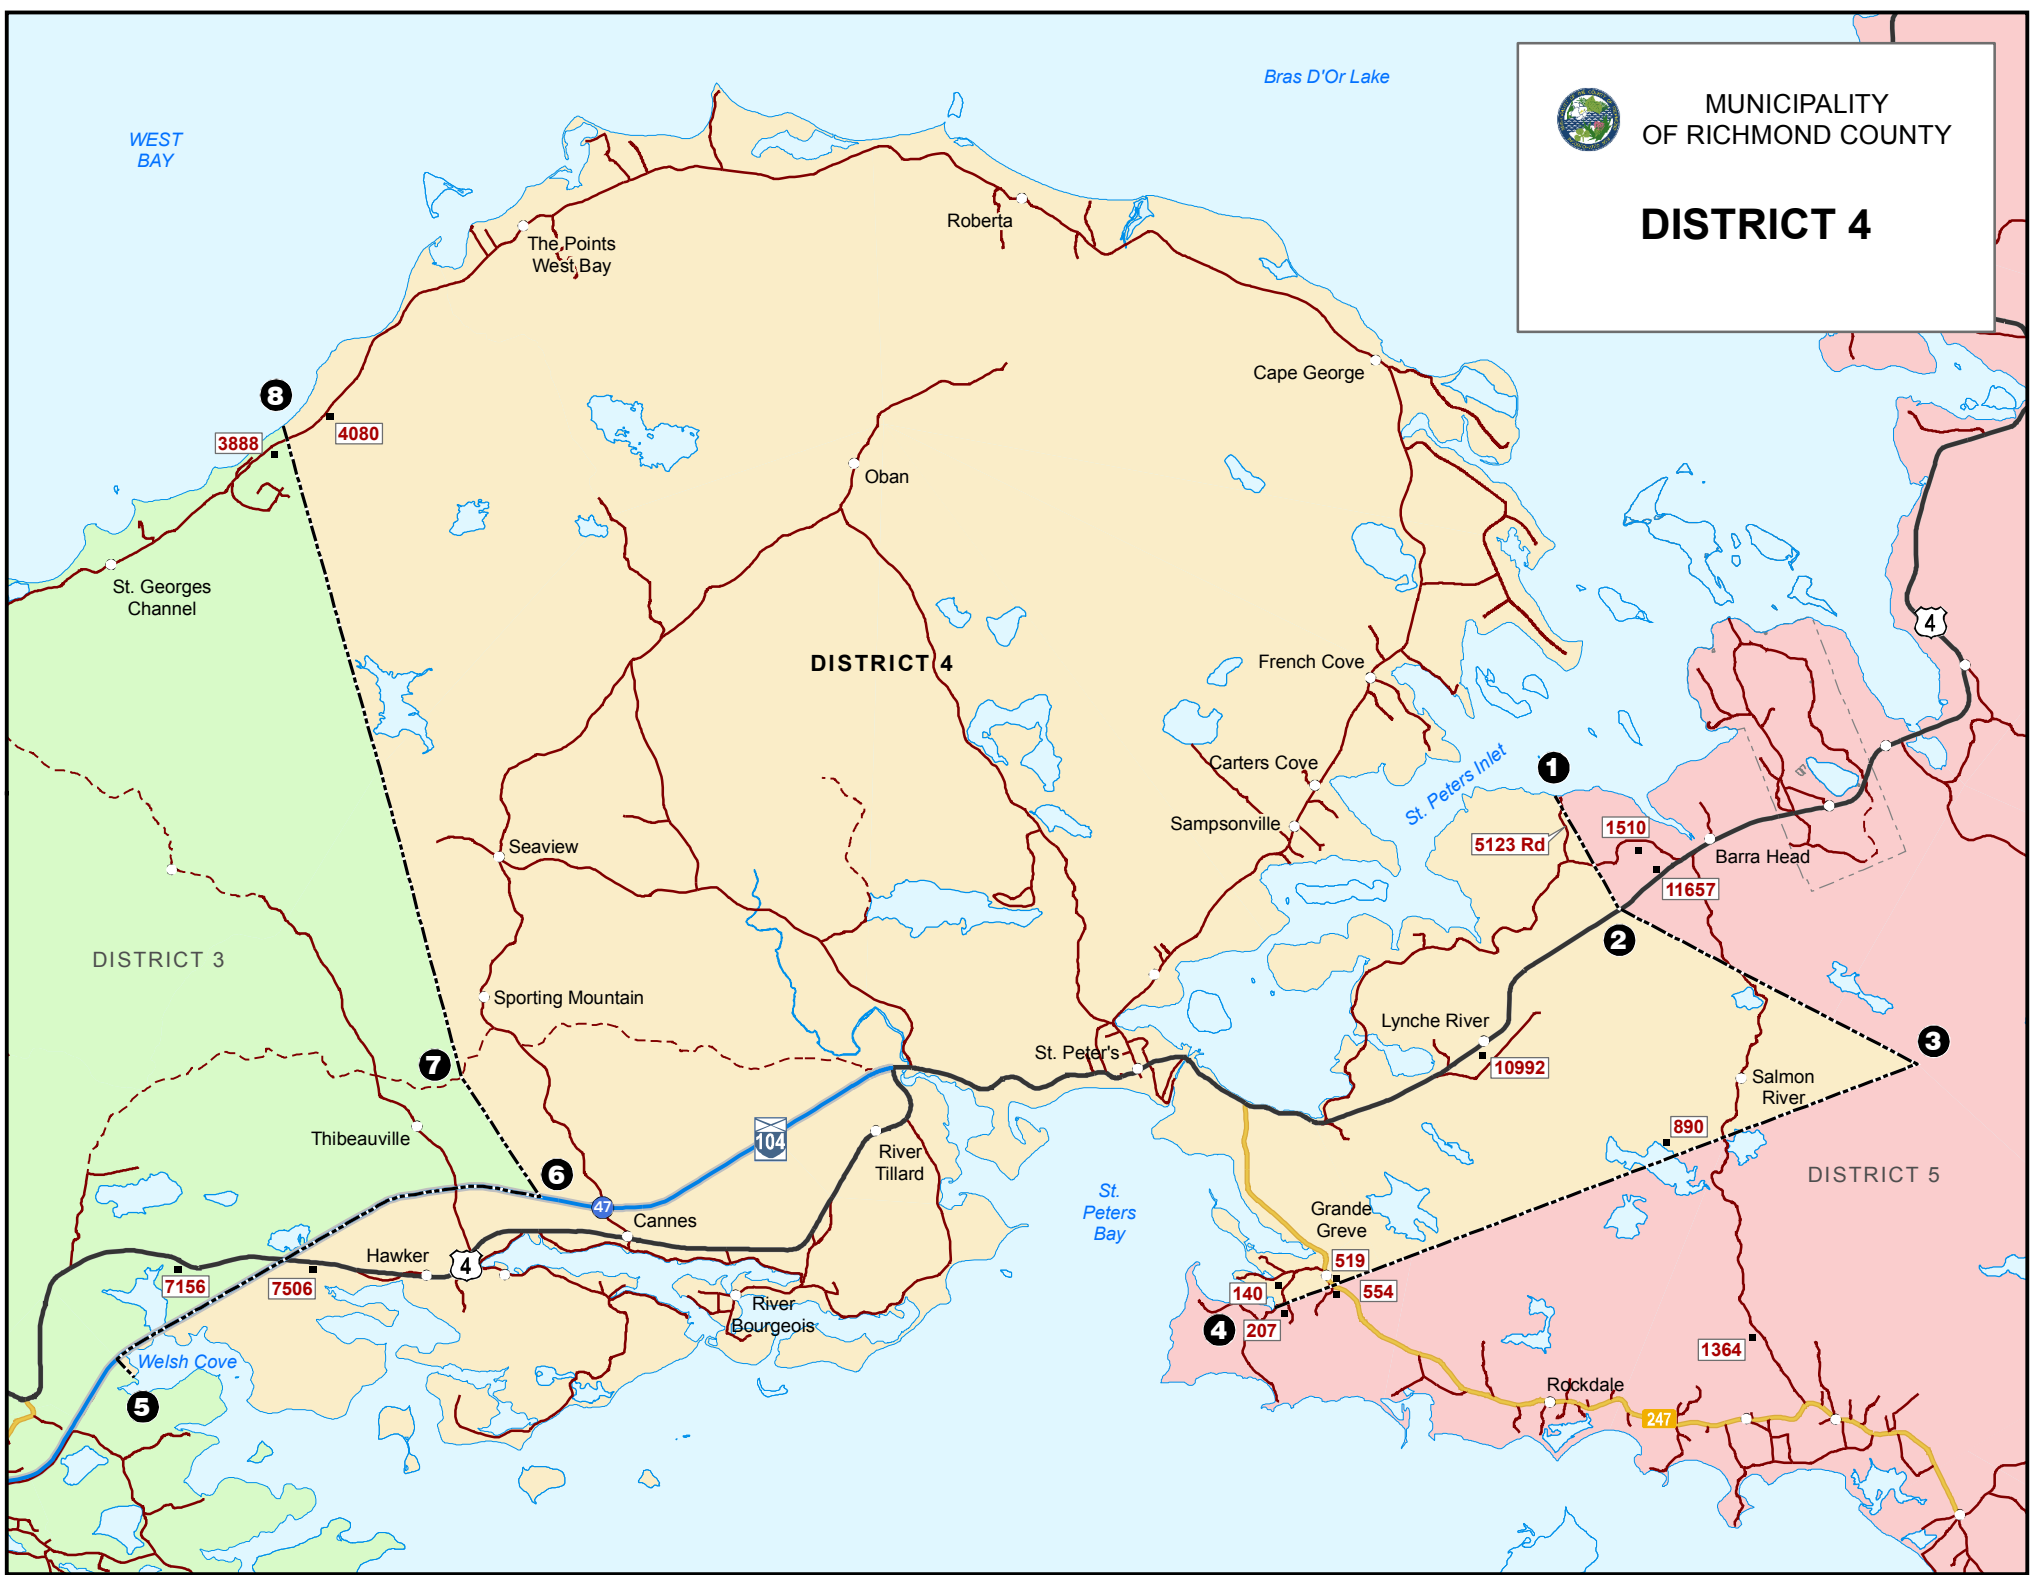 Bras D'Or Lake
WEST
BAY
MUNICIPALITY
OF RICHMOND COUNTY
DISTRICT 4
Roberta
The Points
West Bay
Cape George
8
3888
4080
Oban
St. Georges
Channel
4
DISTRICT 4
French Cove
St. Peters Inlet
1
Carters Cove
Sampsonville
5123 Rd
1510
Barra Head
11657
Seaview
2
DISTRICT 3
Sporting Mountain
Lynche River
3
St. Peter's
7
10992
Salmon
River
Thibeauville
104
River
Tillard
890
6
DISTRICT 5
St.
Peters
Bay
47
Cannes
Grande
Greve
Hawker
4
519
7156
7506
140
554
River
Bourgeois
4
207
1364
Welsh Cove
5
Rockdale
247